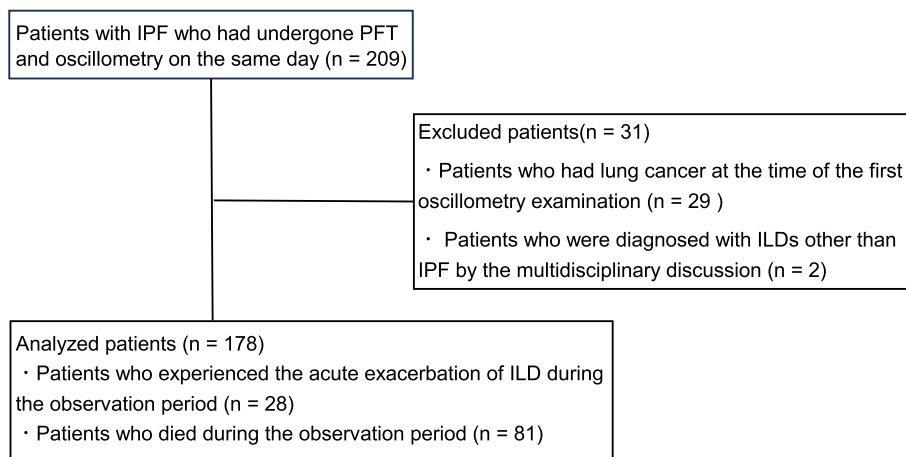 Patients with IPF who had undergone PFT
and oscillometry on the same day (n = 209)
Excluded patients(n = 31)
・Patients who had lung cancer at the time of the first
oscillometry examination (n = 29 )
・ Patients who were diagnosed with ILDs other than
IPF by the multidisciplinary discussion (n = 2)
Analyzed patients (n = 178)
・Patients who experienced the acute exacerbation of ILD during
the observation period (n = 28)
・Patients who died during the observation period (n = 81)